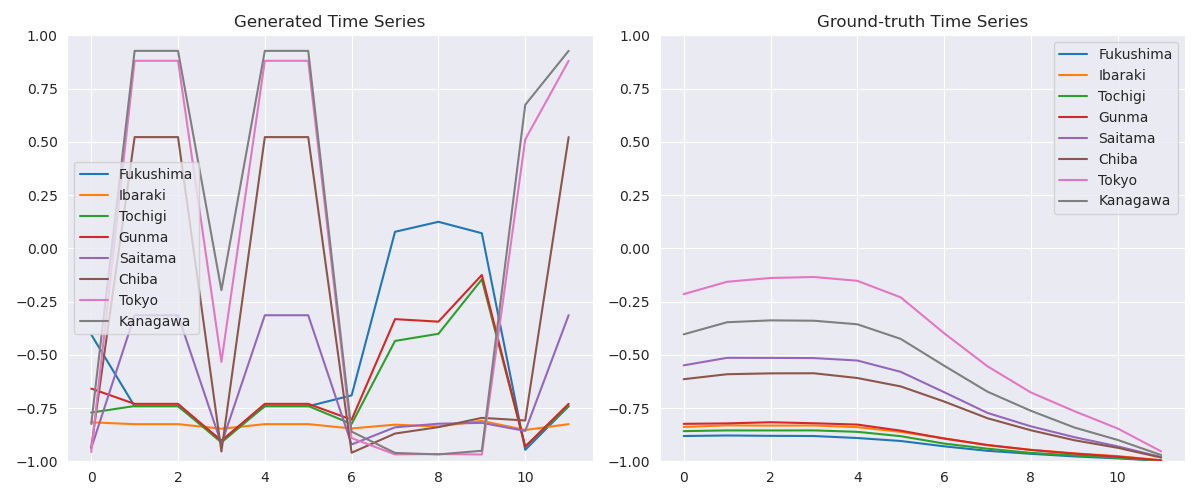 Generated Time Series
1.00
0.75
0.50
0.25
0.00
−0.25
−0.50
−0.75
−1.00
0
2
4
6
8
10
Fukushima
Ibaraki
Tochigi
Gunma
Saitama
Chiba
Tokyo
Kanagawa
Ground-truth Time Series
1.00
0.75
0.50
0.25
0.00
−0.25
−0.50
−0.75
−1.00
0
2
4
6
8
10
Fukushima
Ibaraki
Tochigi
Gunma
Saitama
Chiba
Tokyo
Kanagawa